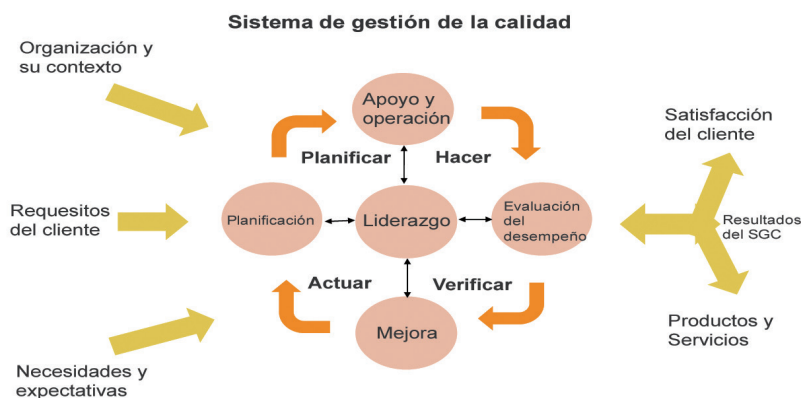 Sistema de gestión de la calidad
Organización y
su contexto
Apoyo y
operación
Satisfacción
del cliente
Planificar
Hacer
Requesitos
del cliente
Planificación
Liderazgo
Evaluación
del
desempeño
Resultados
del SGC
Actuar
Verificar
Mejora
Productos y
Servicios
Necesidades y
expectativas